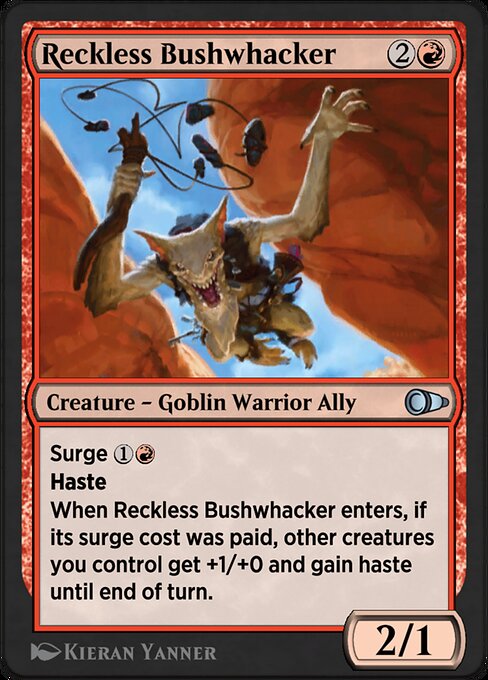 Reckless Bushwhacker 2
Creature – Goblin Warrior Ally
Surge 1
Haste
When Reckless Bushwhacker enters, if
its surge cost was paid, other creatures
you control get +1/+0 and gain haste
until end of turn.
2/1
Kieran Yanner